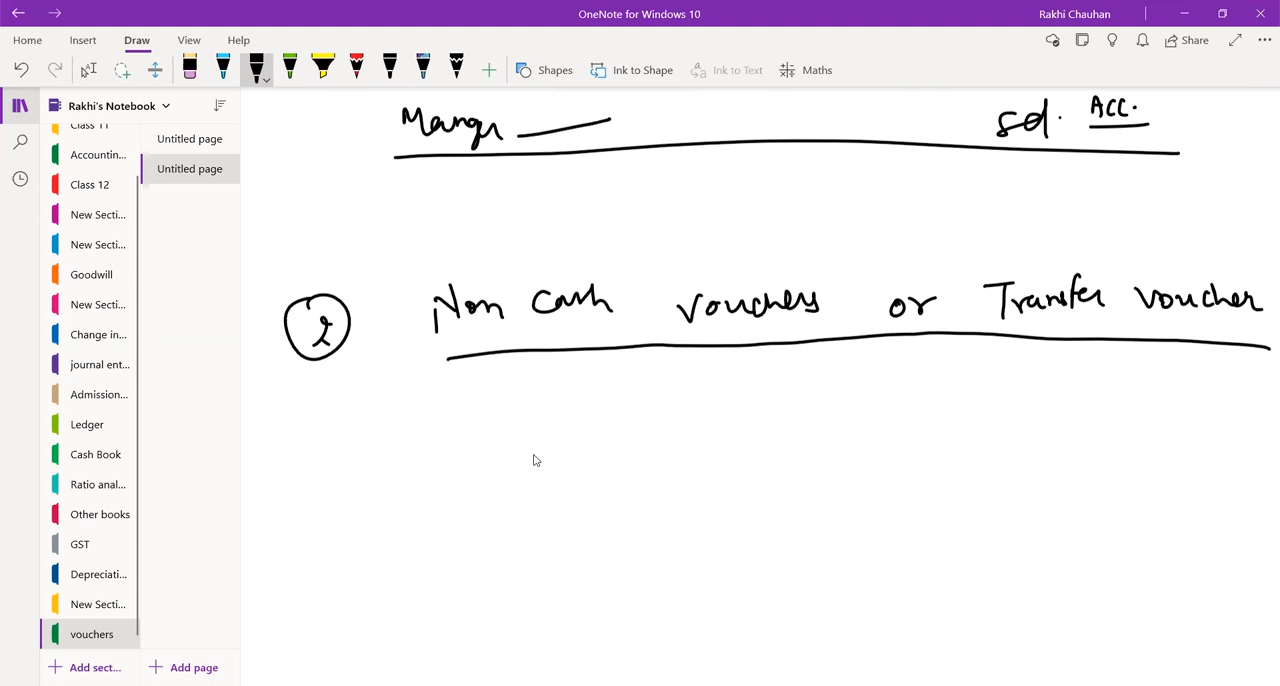 OneNote for Windows 10
Rakhi Chauhan
Home Insert Draw View Help
Share
Shapes Ink to Shape Ink to Text Maths
Rakhi's Notebook
Class 11
Accountin...
Class 12
New Secti...
New Secti...
Goodwill
New Secti...
Change in...
journal ent...
Admission...
Ledger
Cash Book
Ratio anal...
Other books
GST
Depreciati...
New Secti...
vouchers
Add sect...
Untitled page
Untitled page
Add page
sd. Acc.
2 Non Cash vouchers or Transfer voucher